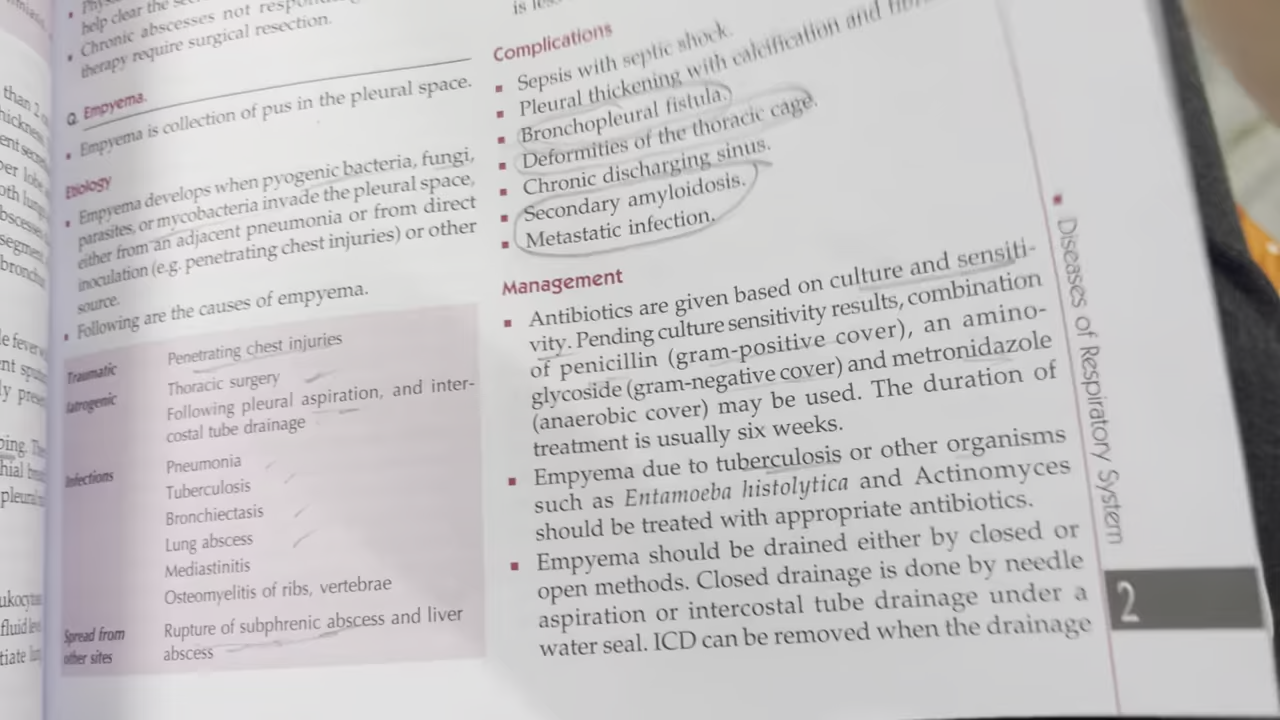 help clear the
Chronic abscesses not
therapy require surgical resection.
Q. Empyema.
Empyema is collection of pus in the pleural space.
Etiology
Empyema develops when pyogenic bacteria, fungi,
parasites, or mycobacteria invade the pleural space,
either from an adjacent pneumonia or from direct
inoculation (e.g. penetrating chest injuries) or other
source.
Following are the causes of empyema.
Traumatic Penetrating chest injuries
Iatrogenic Thoracic surgery
Following pleural aspiration, and inter-
costal tube drainage
Infections Pneumonia
Tuberculosis
Bronchiectasis
Lung abscess
Mediastinitis
Osteomyelitis of ribs, vertebrae
Spread from other sites Rupture of subphrenic abscess and liver
abscess
is
Complications
Sepsis with septic shock.
Pleural thickening with calcification and
Bronchopleural fistula.
Deformities of the thoracic cage.
Chronic discharging sinus.
Secondary amyloidosis.
Metastatic infection.
Management
Antibiotics are given based on culture and sensiti-
vity. Pending culture sensitivity results, combination
of penicillin (gram-positive cover), an amino-
glycoside (gram-negative cover) and metronidazole
(anaerobic cover) may be used. The duration of
treatment is usually six weeks.
Empyema due to tuberculosis or other organisms
such as Entamoeba histolytica and Actinomyces
should be treated with appropriate antibiotics.
Empyema should be drained either by closed or
open methods. Closed drainage is done by needle
aspiration or intercostal tube drainage under a
water seal. ICD can be removed when the drainage
Diseases of Respiratory System
2